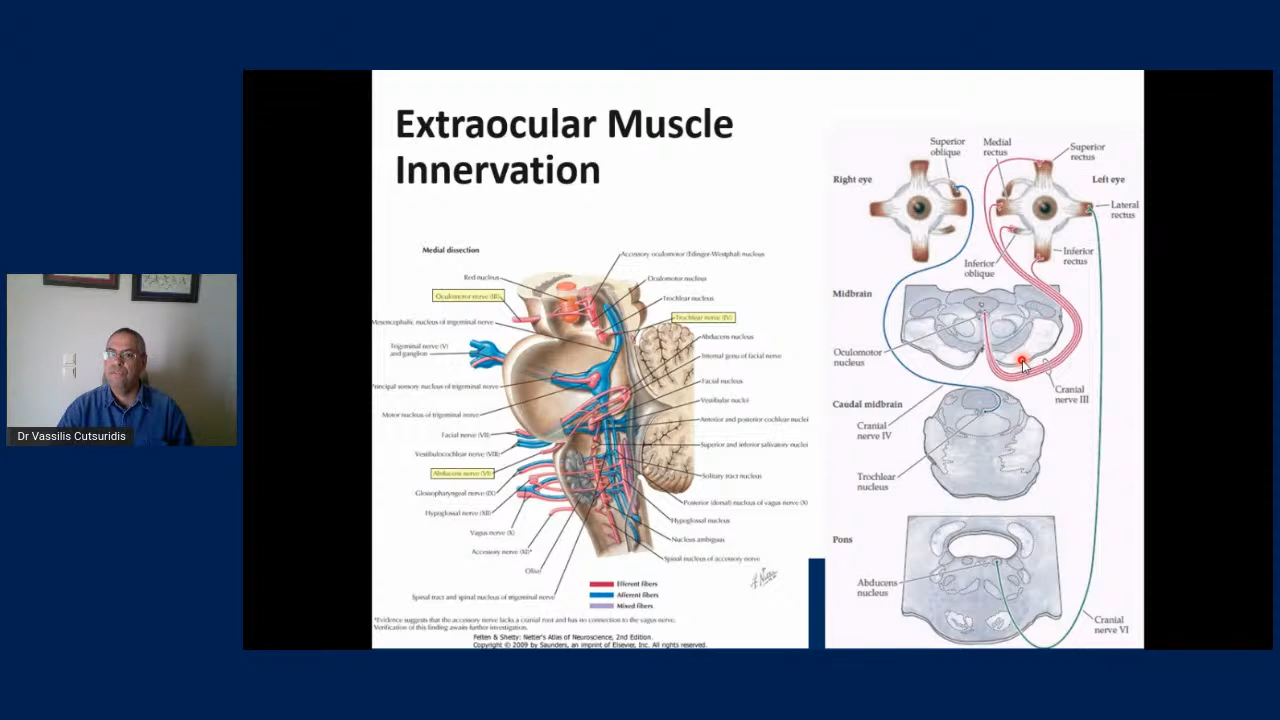 Extraocular Muscle
Innervation
Medial dissection
Red nucleus
Oculomotor nerve (III)
Mesencephalic nucleus of trigeminal nerve
Trigeminal nerve (V)
and ganglion
Principal sensory nucleus of trigeminal nerve
Motor nucleus of trigeminal nerve
Facial nerve (VII)
Vestibulocochlear nerve (VIII)
Abducens nerve (VI)
Glossopharyngeal nerve (IX)
Hypoglossal nerve (XII)
Vagus nerve (X)
Accessory nerve (XI)*
Olive
Spinal tract and spinal nucleus of trigeminal nerve
Accessory oculomotor (Edinger-Westphal) nucleus
Oculomotor nucleus
Trochlear nucleus
Trochlear nerve (IV)
Abducens nucleus
Internal genu of facial nerve
Facial nucleus
Vestibular nuclei
Anterior and posterior cochlear nuclei
Superior and inferior salivatory nuclei
Solitary tract nucleus
Posterior (dorsal) nucleus of vagus nerve (X)
Hypoglossal nucleus
Nucleus ambiguus
Spinal nucleus of accessory nerve
Efferent fibers
Afferent fibers
Mixed fibers
*Evidence suggests that the accessory nerve lacks a cranial root and has no connection to the vagus nerve.
Verification of this finding awaits further investigation.
Felten & Shetty: Netter's Atlas of Neuroscience, 2nd Edition.
Copyright © 2009 by Saunders, an imprint of Elsevier, Inc. All rights reserved.
Superior
oblique
Medial
rectus
Superior
rectus
Right eye
Left eye
Lateral
rectus
Inferior
oblique
Inferior
rectus
Midbrain
Oculomotor
nucleus
Cranial
nerve III
Caudal midbrain
Cranial
nerve IV
Trochlear
nucleus
Pons
Abducens
nucleus
Cranial
nerve VI
Dr Vassilis Cutsuridis